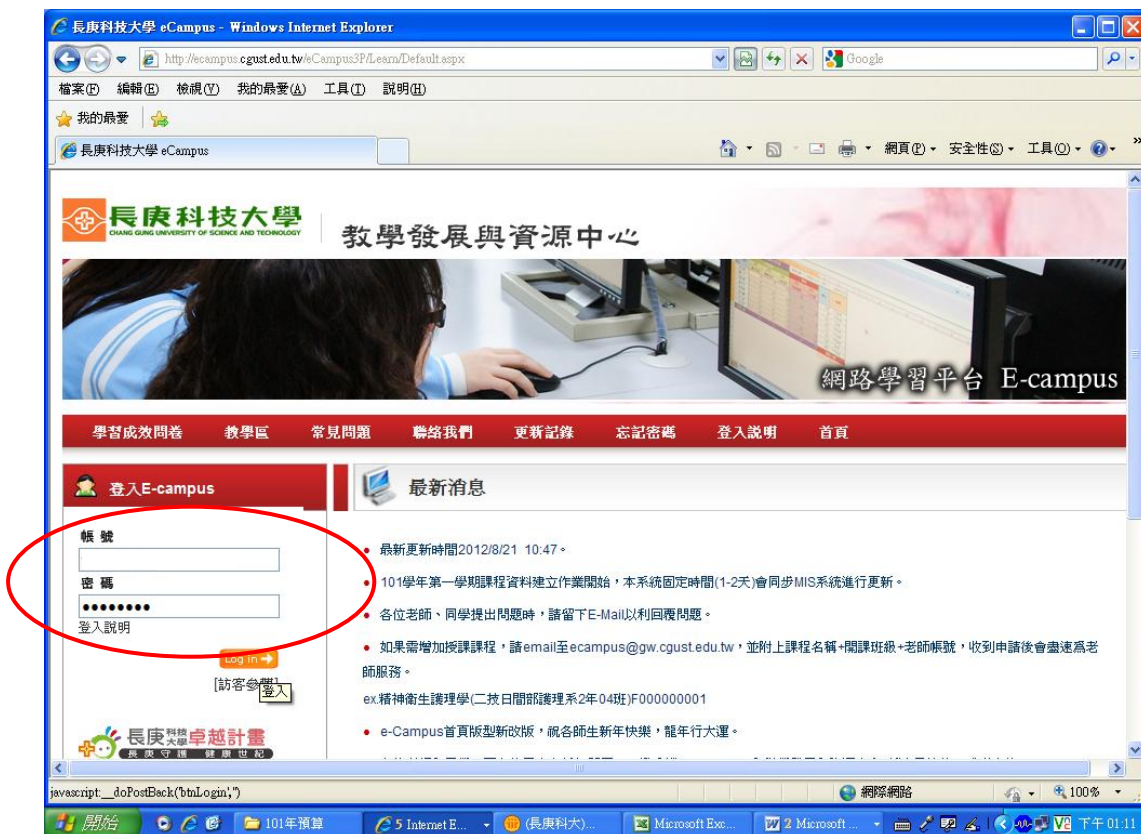 長庚科技大學 eCampus - Windows Internet Explorer
http://ecampus.cgust.edu.tw/eCampus3P/Learn/Default.aspx
Google
檔案(F) 編輯(E) 檢視(V) 我的最愛(A) 工具(T) 說明(H)
我的最愛
長庚科技大學 eCampus
網頁(P) 安全性(S) 工具(O)
長庚科技大學
CHANG GUNG UNIVERSITY OF SCIENCE AND TECHNOLOGY
教學發展與資源中心
網路學習平台 E-campus
學習成效問卷 教學區 常見問題 聯絡我們 更新記錄 忘記密碼 登入說明 首頁
登入E-campus
最新消息
帳 號
密 碼
••••••••
登入說明
Log in
[訪客參觀]
登入
長庚科技大學卓越計畫
長庚守護 健康世紀
最新更新時間2012/8/21 10:47。
101學年第一學期課程資料建立作業開始，本系統固定時間(1-2天)會同步MIS系統進行更新。
各位老師、同學提出問題時，請留下E-Mail以利回覆問題。
如果需增加授課課程，請email至ecampus@gw.cgust.edu.tw，並附上課程名稱+開課班級+老師帳號，收到申請後會盡速為老
師服務。
ex.精神衛生護理學(二技日間部護理系2年04班)F000000001
e-Campus首頁版型新改版，祝各師生新年快樂，龍年行大運。
javascript:__doPostBack('btnLogin','')
網際網路
100%
開始
101年預算
5 Internet E...
(長庚科大)...
Microsoft Exc...
2 Microsoft ...
下午 01:11